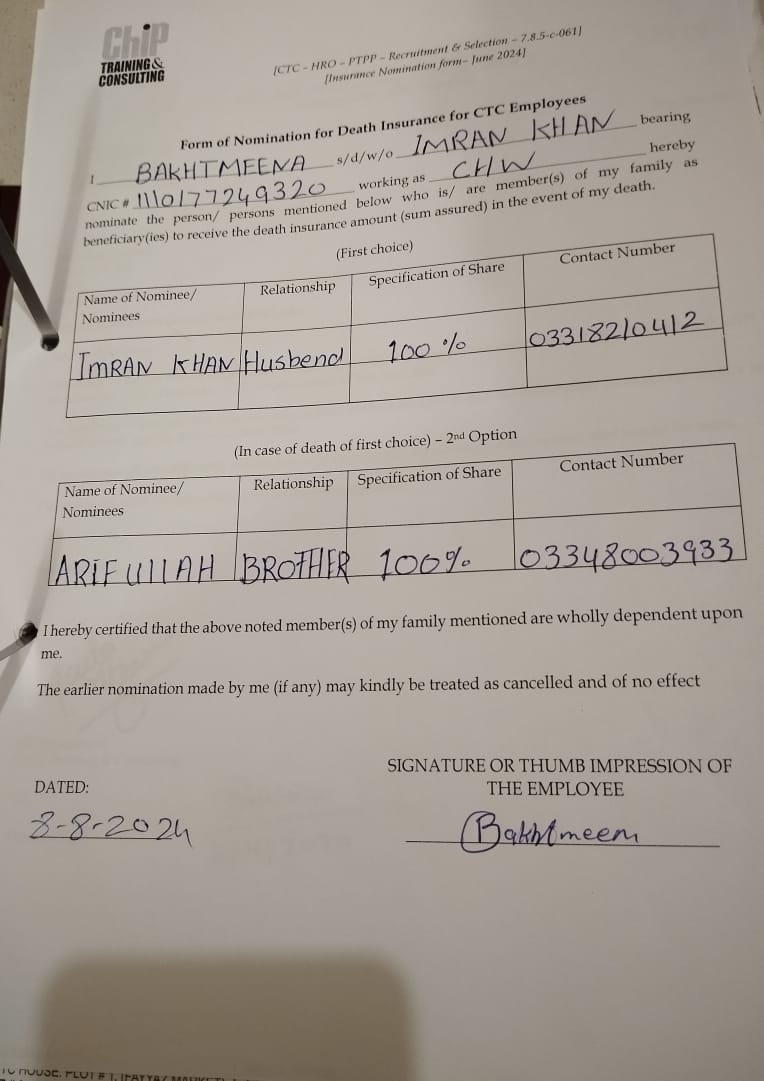 ChiP
TRAINING &
CONSULTING
[CTC - HRO - PTPP - Recruitment & Selection - 7.8.5-c-061]
[Insurance Nomination form- June 2024]
Form of Nomination for Death Insurance for CTC Employees
I BAKHTMEENA s/d/w/o IMRAN KHAN bearing
CNIC # 1110177249320 working as CHW hereby
nominate the person/ persons mentioned below who is/ are member(s) of my family as
beneficiary(ies) to receive the death insurance amount (sum assured) in the event of my death.
(First choice)
Name of Nominee/ Relationship Specification of Share Contact Number
Nominees
IMRAN KHAN Husbend 100 % 03318210412
(In case of death of first choice) – 2nd Option
Name of Nominee/ Relationship Specification of Share Contact Number
Nominees
ARIFULLAH BROTHER 100% 03348003933
I hereby certified that the above noted member(s) of my family mentioned are wholly dependent upon
me.
The earlier nomination made by me (if any) may kindly be treated as cancelled and of no effect
SIGNATURE OR THUMB IMPRESSION OF
DATED: THE EMPLOYEE
8-8-2024 Bakhtmeem